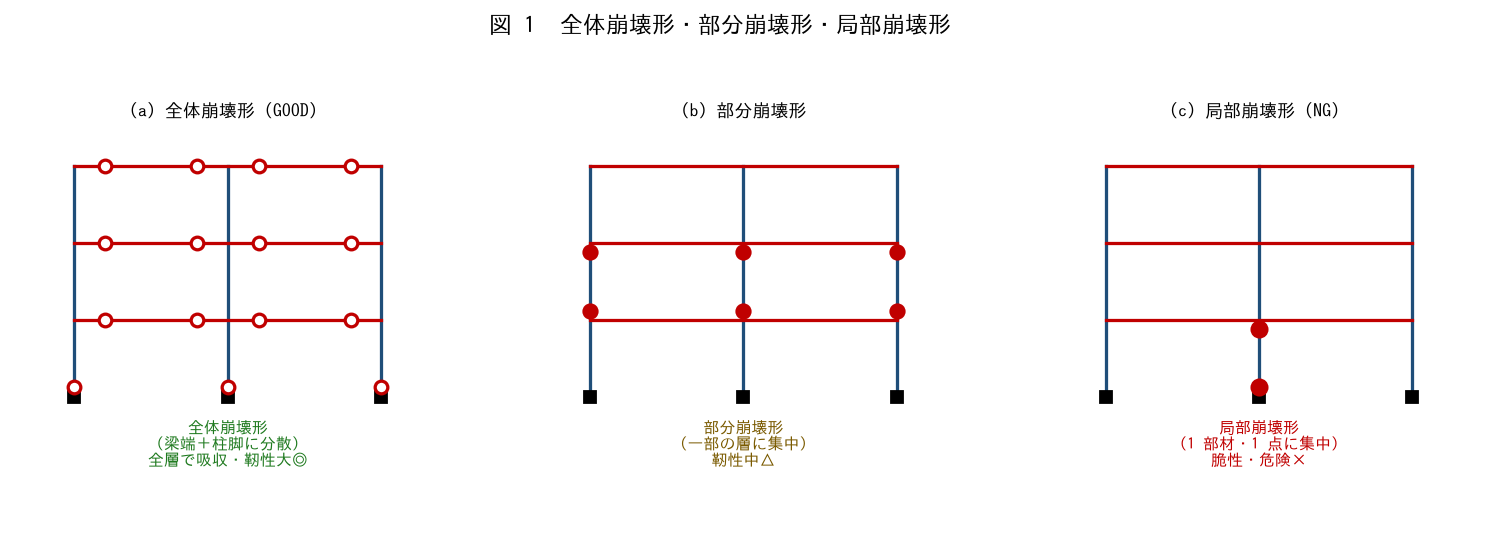 図 1　全体崩壊形・部分崩壊形・局部崩壊形
(a) 全体崩壊形 (GOOD)
(b) 部分崩壊形
(c) 局部崩壊形 (NG)
全体崩壊形
(梁端＋柱脚に分散)
全層で吸収・靭性大◎
部分崩壊形
(一部の層に集中)
靭性中△
局部崩壊形
(1 部材・1 点に集中)
脆性・危険×